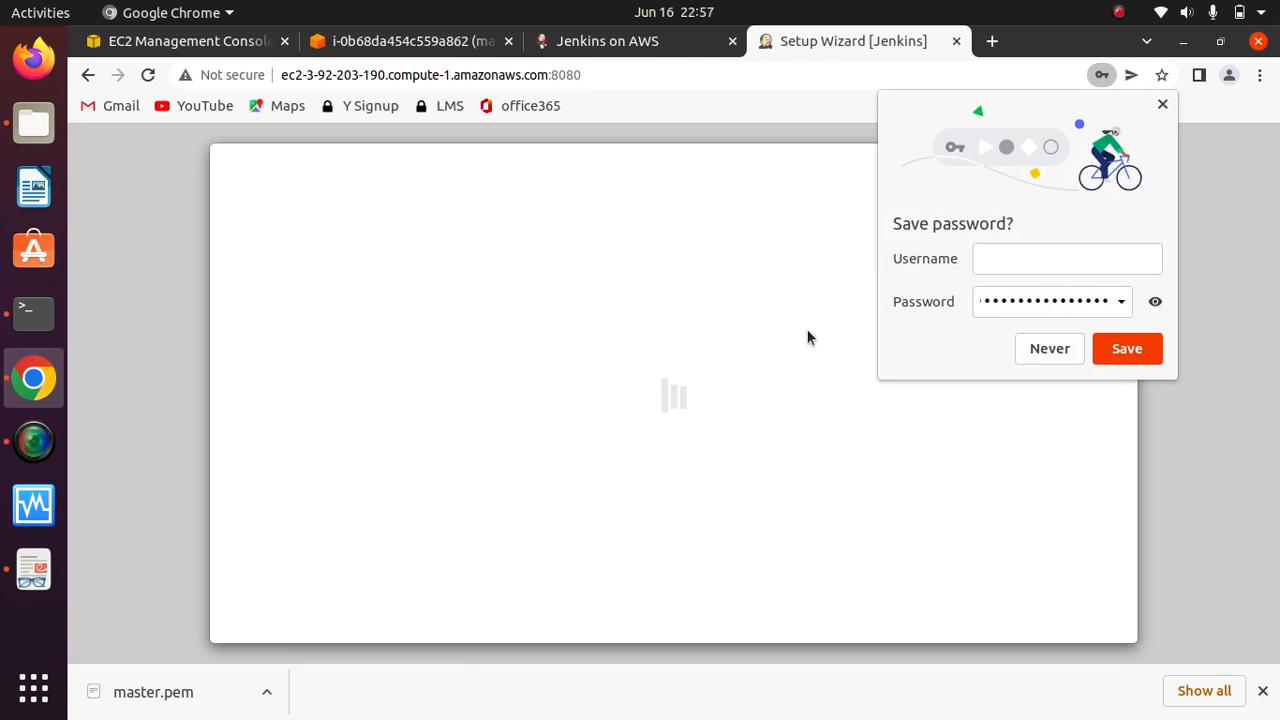 Activities
Google Chrome
Jun 16 22:57
EC2 Management Consol
i-0b68da454c559a862 (ma
Jenkins on AWS
Setup Wizard [Jenkins]
Not secure
ec2-3-92-203-190.compute-1.amazonaws.com:8080
Gmail
YouTube
Maps
Y Signup
LMS
office365
Save password?
Username
Password
Never
Save
master.pem
Show all